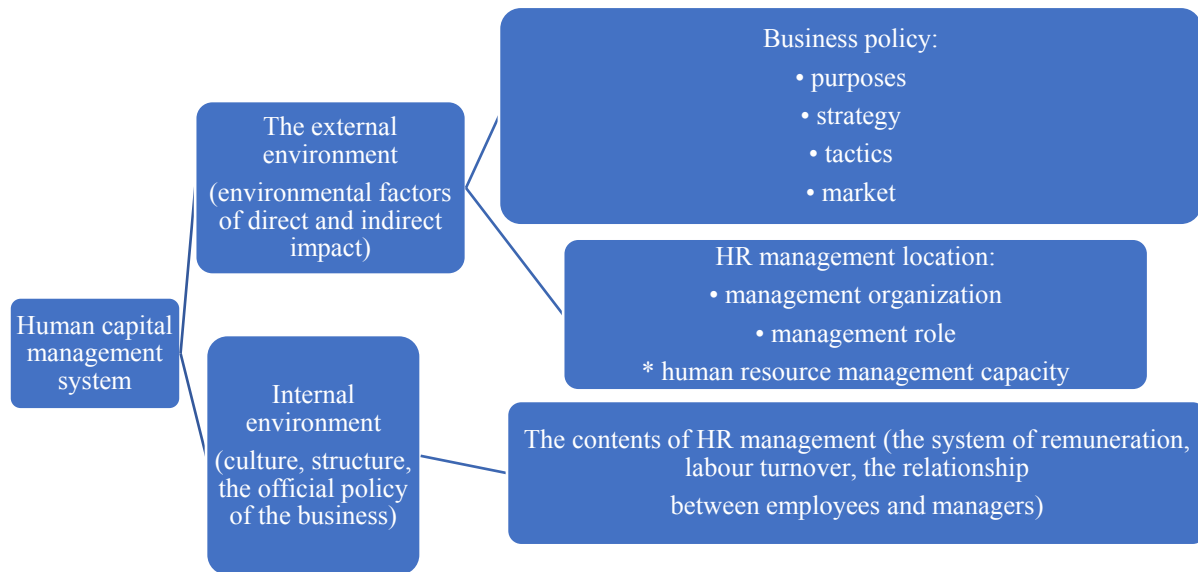 Human capital
management
system
The external
environment
(environmental factors
of direct and indirect
impact)
Business policy:
• purposes
• strategy
• tactics
• market
HR management location:
• management organization
• management role
* human resource management capacity
Internal
environment
(culture, structure,
the official policy
of the business)
The contents of HR management (the system of remuneration,
labour turnover, the relationship
between employees and managers)